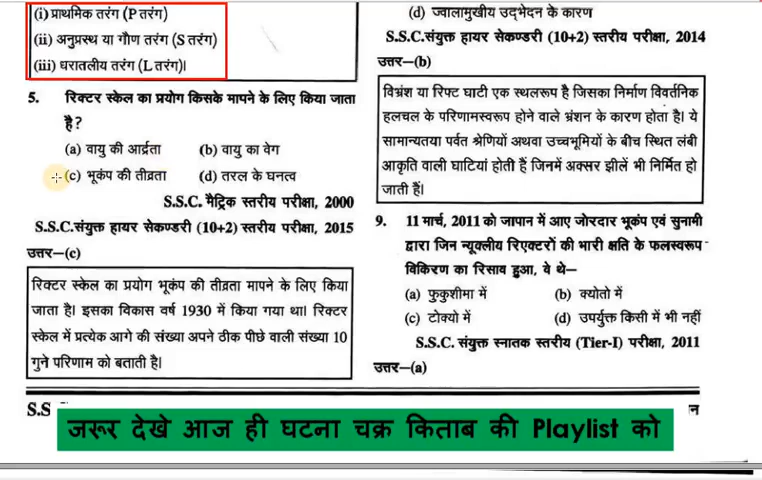 (i) प्राथमिक तरंग (P तरंग)
(ii) अनुप्रस्थ या गौण तरंग (S तरंग)
(iii) धरातलीय तरंग (L तरंग)।
5. रिक्टर स्केल का प्रयोग किसके मापने के लिए किया जाता
है?
(a) वायु की आर्द्रता (b) वायु का वेग
(c) भूकंप की तीव्रता (d) तरल के घनत्व
S.S.C. मैट्रिक स्तरीय परीक्षा, 2000
S.S.C.संयुक्त हायर सेकण्डरी (10+2) स्तरीय परीक्षा, 2015
उत्तर—(c)
रिक्टर स्केल का प्रयोग भूकंप की तीव्रता मापने के लिए किया
जाता है। इसका विकास वर्ष 1930 में किया गया था। रिक्टर
स्केल में प्रत्येक आगे की संख्या अपने ठीक पीछे वाली संख्या 10
गुने परिणाम को बताती है।
(d) ज्वालामुखीय उद्भेदन के कारण
S.S.C.संयुक्त हायर सेकण्डरी (10+2) स्तरीय परीक्षा, 2014
उत्तर—(b)
विभ्रंश या रिफ्ट घाटी एक स्थलरूप है जिसका निर्माण विवर्तनिक
हलचल के परिणामस्वरूप होने वाले भ्रंशन के कारण होता है। ये
सामान्यतया पर्वत श्रेणियों अथवा उच्चभूमियों के बीच स्थित लंबी
आकृति वाली घाटियां होती हैं जिनमें अक्सर झीलें भी निर्मित हो
जाती हैं।
9. 11 मार्च, 2011 को जापान में आए जोरदार भूकंप एवं सुनामी
द्वारा जिन न्यूक्लीय रिएक्टरों की भारी क्षति के फलस्वरूप
विकिरण का रिसाव हुआ, वे थे—
(a) फुकुशीमा में (b) क्योतो में
(c) टोक्यो में (d) उपर्युक्त किसी में भी नहीं
S.S.C. संयुक्त स्नातक स्तरीय (Tier-I) परीक्षा, 2011
उत्तर—(a)
S.S
जरूर देखे आज ही घटना चक्र किताब की Playlist को